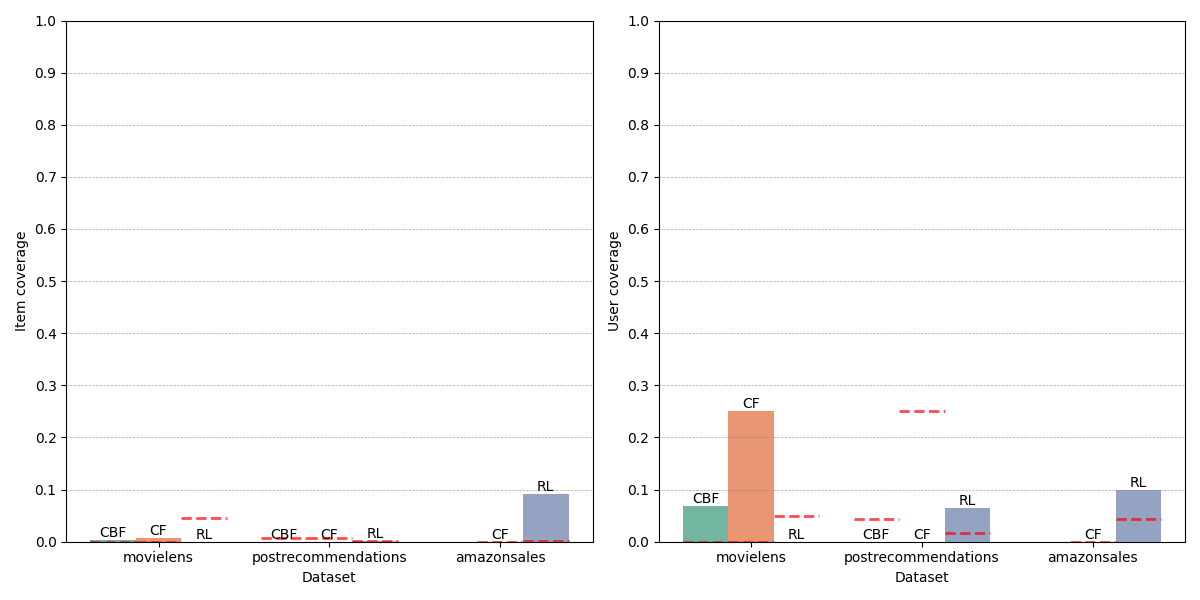 1.0
0.9
0.8
0.7
0.6
0.5
0.4
0.3
0.2
0.1
0.0
Item coverage
CBF
CF
RL
CBF
CF
RL
CF
RL
movielens
postrecommendations
amazonsales
Dataset
1.0
0.9
0.8
0.7
0.6
0.5
0.4
0.3
0.2
0.1
0.0
User coverage
CBF
CF
RL
CBF
CF
RL
CF
RL
movielens
postrecommendations
amazonsales
Dataset